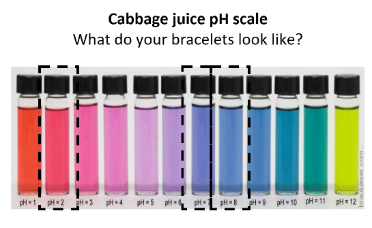 Cabbage juice pH scale
What do your bracelets look like?
pH = 1 pH = 2 pH = 3 pH = 4 pH = 5 pH = 6 pH = 7 pH = 8 pH = 9 pH = 10 pH = 11 pH = 12